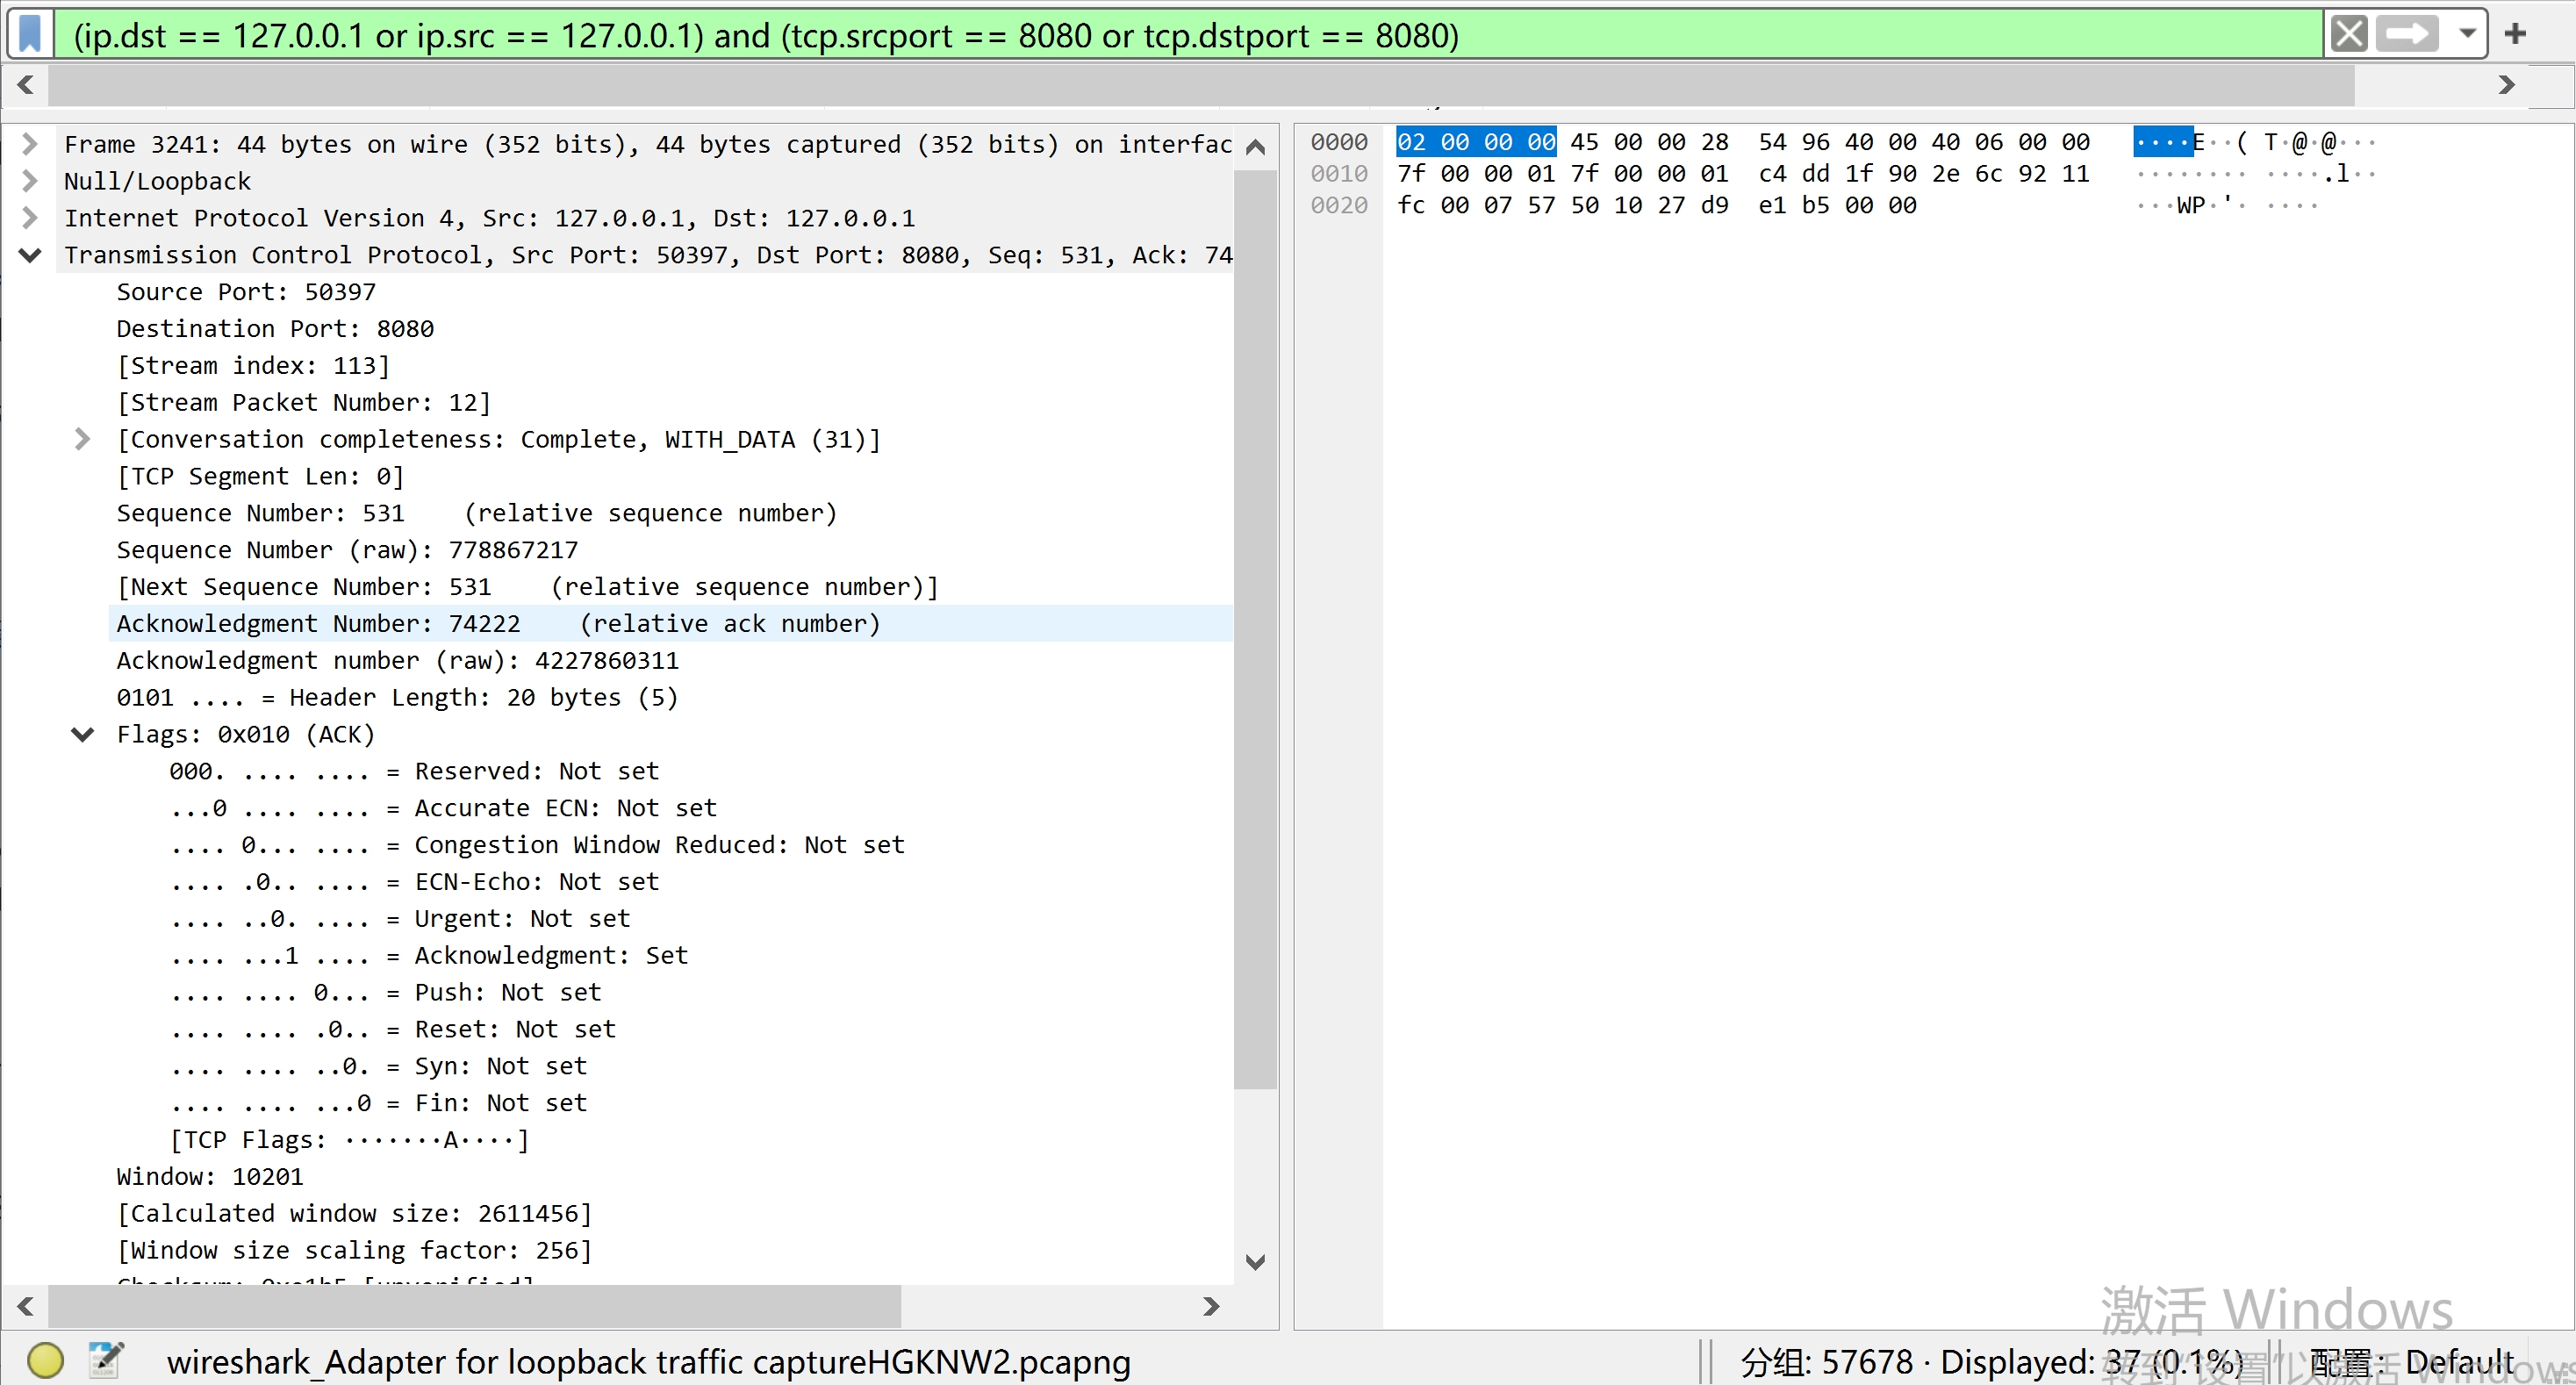 (ip.dst == 127.0.0.1 or ip.src == 127.0.0.1) and (tcp.srcport == 8080 or tcp.dstport == 8080)
Frame 3241: 44 bytes on wire (352 bits), 44 bytes captured (352 bits) on interfac
Null/Loopback
Internet Protocol Version 4, Src: 127.0.0.1, Dst: 127.0.0.1
Transmission Control Protocol, Src Port: 50397, Dst Port: 8080, Seq: 531, Ack: 74
Source Port: 50397
Destination Port: 8080
[Stream index: 113]
[Stream Packet Number: 12]
[Conversation completeness: Complete, WITH_DATA (31)]
[TCP Segment Len: 0]
Sequence Number: 531    (relative sequence number)
Sequence Number (raw): 778867217
[Next Sequence Number: 531    (relative sequence number)]
Acknowledgment Number: 74222    (relative ack number)
Acknowledgment number (raw): 4227860311
0101 .... = Header Length: 20 bytes (5)
Flags: 0x010 (ACK)
000. .... .... = Reserved: Not set
...0 .... .... = Accurate ECN: Not set
.... 0... .... = Congestion Window Reduced: Not set
.... .0.. .... = ECN-Echo: Not set
.... ..0. .... = Urgent: Not set
.... ...1 .... = Acknowledgment: Set
.... .... 0... = Push: Not set
.... .... .0.. = Reset: Not set
.... .... ..0. = Syn: Not set
.... .... ...0 = Fin: Not set
[TCP Flags: ·······A····]
Window: 10201
[Calculated window size: 2611456]
[Window size scaling factor: 256]
Checksum: 0xe1b5 [unverified]
0000 02 00 00 00 45 00 00 28 54 96 40 00 40 06 00 00 ····E··( T·@·@···
0010 7f 00 00 01 7f 00 00 01 c4 dd 1f 90 2e 6c 92 11 ········ ····.l··
0020 fc 00 07 57 50 10 27 d9 e1 b5 00 00 ···WP·'· ····
激活 Windows
转到"设置"以激活 Windows
wireshark_Adapter for loopback traffic captureHGKNW2.pcapng
分组: 57678 · Displayed: 37 (0.1%)
配置: Default